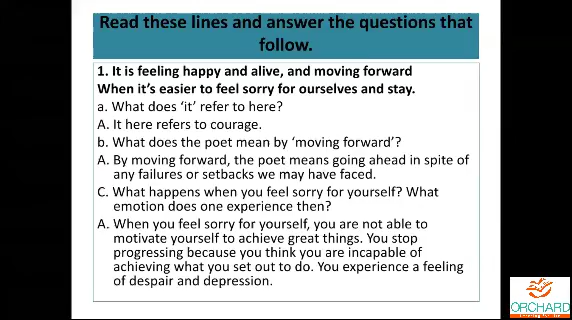 Read these lines and answer the questions that
follow.
1. It is feeling happy and alive, and moving forward
When it's easier to feel sorry for ourselves and stay.
a. What does 'it' refer to here?
A. It here refers to courage.
b. What does the poet mean by 'moving forward'?
A. By moving forward, the poet means going ahead in spite of
any failures or setbacks we may have faced.
C. What happens when you feel sorry for yourself? What
emotion does one experience then?
A. When you feel sorry for yourself, you are not able to
motivate yourself to achieve great things. You stop
progressing because you think you are incapable of
achieving what you set out to do. You experience a feeling
of despair and depression.
ORCHARD